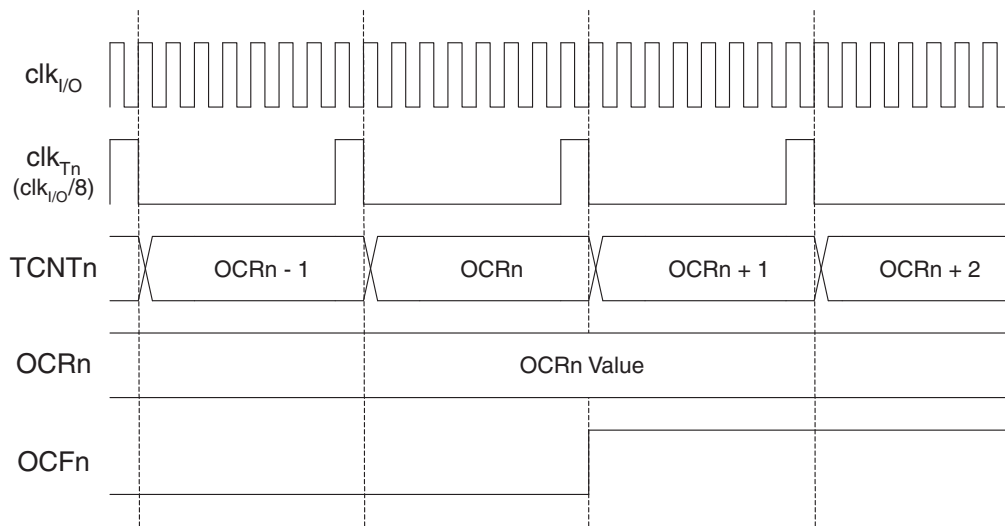 clkI/O
clkTn
(clkI/O/8)
TCNTn
OCRn - 1
OCRn
OCRn + 1
OCRn + 2
OCRn
OCRn Value
OCFn